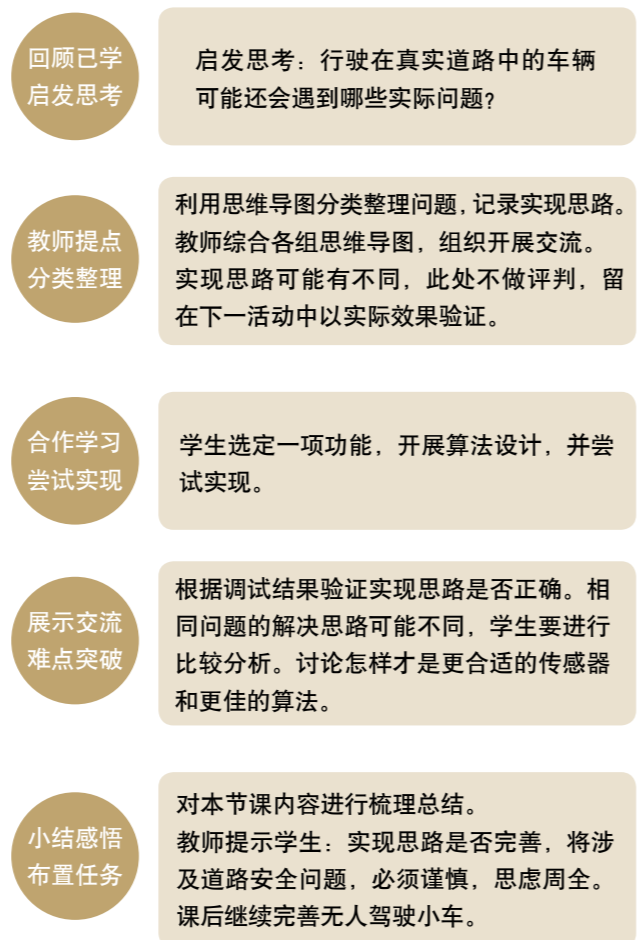 回顾已学
启发思考
启发思考：行驶在真实道路中的车辆
可能还会遇到哪些实际问题？
教师提点
分类整理
利用思维导图分类整理问题，记录实现思路。
教师综合各组思维导图，组织开展交流。
实现思路可能有不同，此处不做评判，留
在下一活动中以实际效果验证。
合作学习
尝试实现
学生选定一项功能，开展算法设计，并尝
试实现。
展示交流
难点突破
根据调试结果验证实现思路是否正确。相
同问题的解决思路可能不同，学生要进行
比较分析。讨论怎样才是更合适的传感器
和更佳的算法。
小结感悟
布置任务
对本节课内容进行梳理总结。
教师提示学生：实现思路是否完善，将涉
及道路安全问题，必须谨慎，思虑周全。
课后继续完善无人驾驶小车。